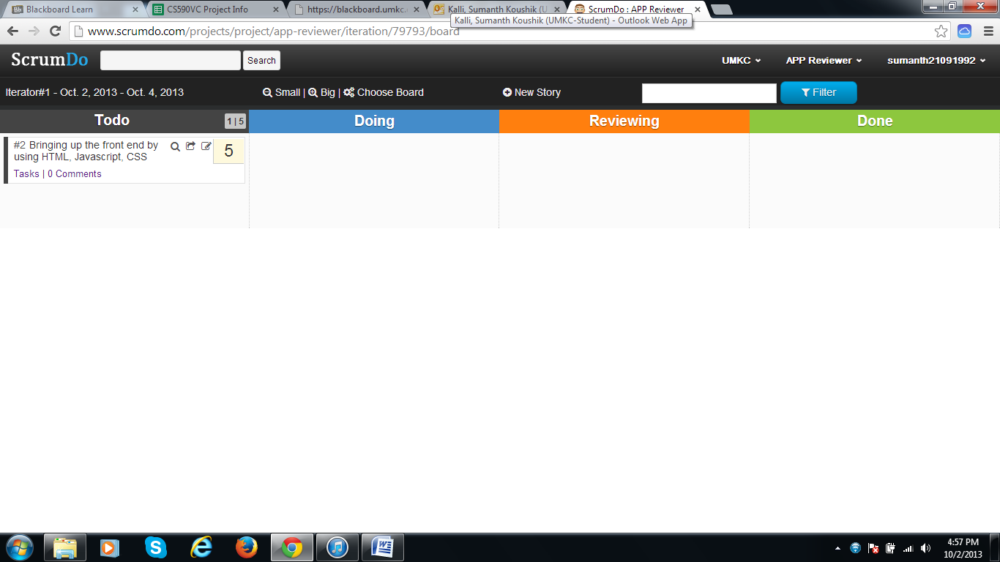 Blackboard Learn
CS590VC Project Info
https://blackboard.umkc.
Kalli, Sumanth Koushik (U
ScrumDo : APP Reviewer
Kalli, Sumanth Koushik (UMKC-Student) - Outlook Web App
www.scrumdo.com/projects/project/app-reviewer/iteration/79793/board
ScrumDo
Search
UMKC
APP Reviewer
sumanth21091992
Iterator#1 - Oct. 2, 2013 - Oct. 4, 2013
Small | Big | Choose Board
New Story
Filter
Todo
1 | 5
Doing
Reviewing
Done
#2 Bringing up the front end by
using HTML, Javascript, CSS
5
Tasks | 0 Comments
4:57 PM
10/2/2013